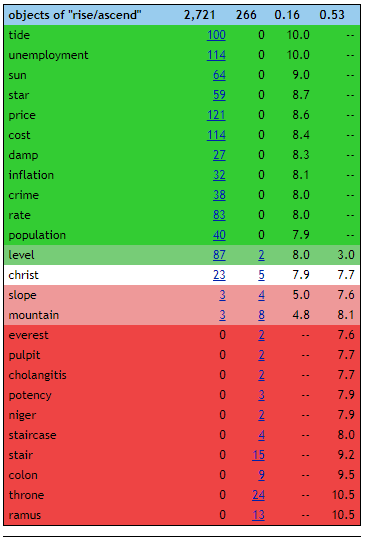 objects of "rise/ascend" 2,721 266 0.16 0.53
tide 100 0 10.0 --
unemployment 114 0 10.0 --
sun 64 0 9.0 --
star 59 0 8.7 --
price 121 0 8.6 --
cost 114 0 8.4 --
damp 27 0 8.3 --
inflation 32 0 8.1 --
crime 38 0 8.0 --
rate 83 0 8.0 --
population 40 0 7.9 --
level 87 2 8.0 3.0
christ 23 5 7.9 7.7
slope 3 4 5.0 7.6
mountain 3 8 4.8 8.1
everest 0 2 -- 7.6
pulpit 0 2 -- 7.7
cholangitis 0 2 -- 7.7
potency 0 3 -- 7.9
niger 0 2 -- 7.9
staircase 0 4 -- 8.0
stair 0 15 -- 9.2
colon 0 9 -- 9.5
throne 0 24 -- 10.5
ramus 0 13 -- 10.5